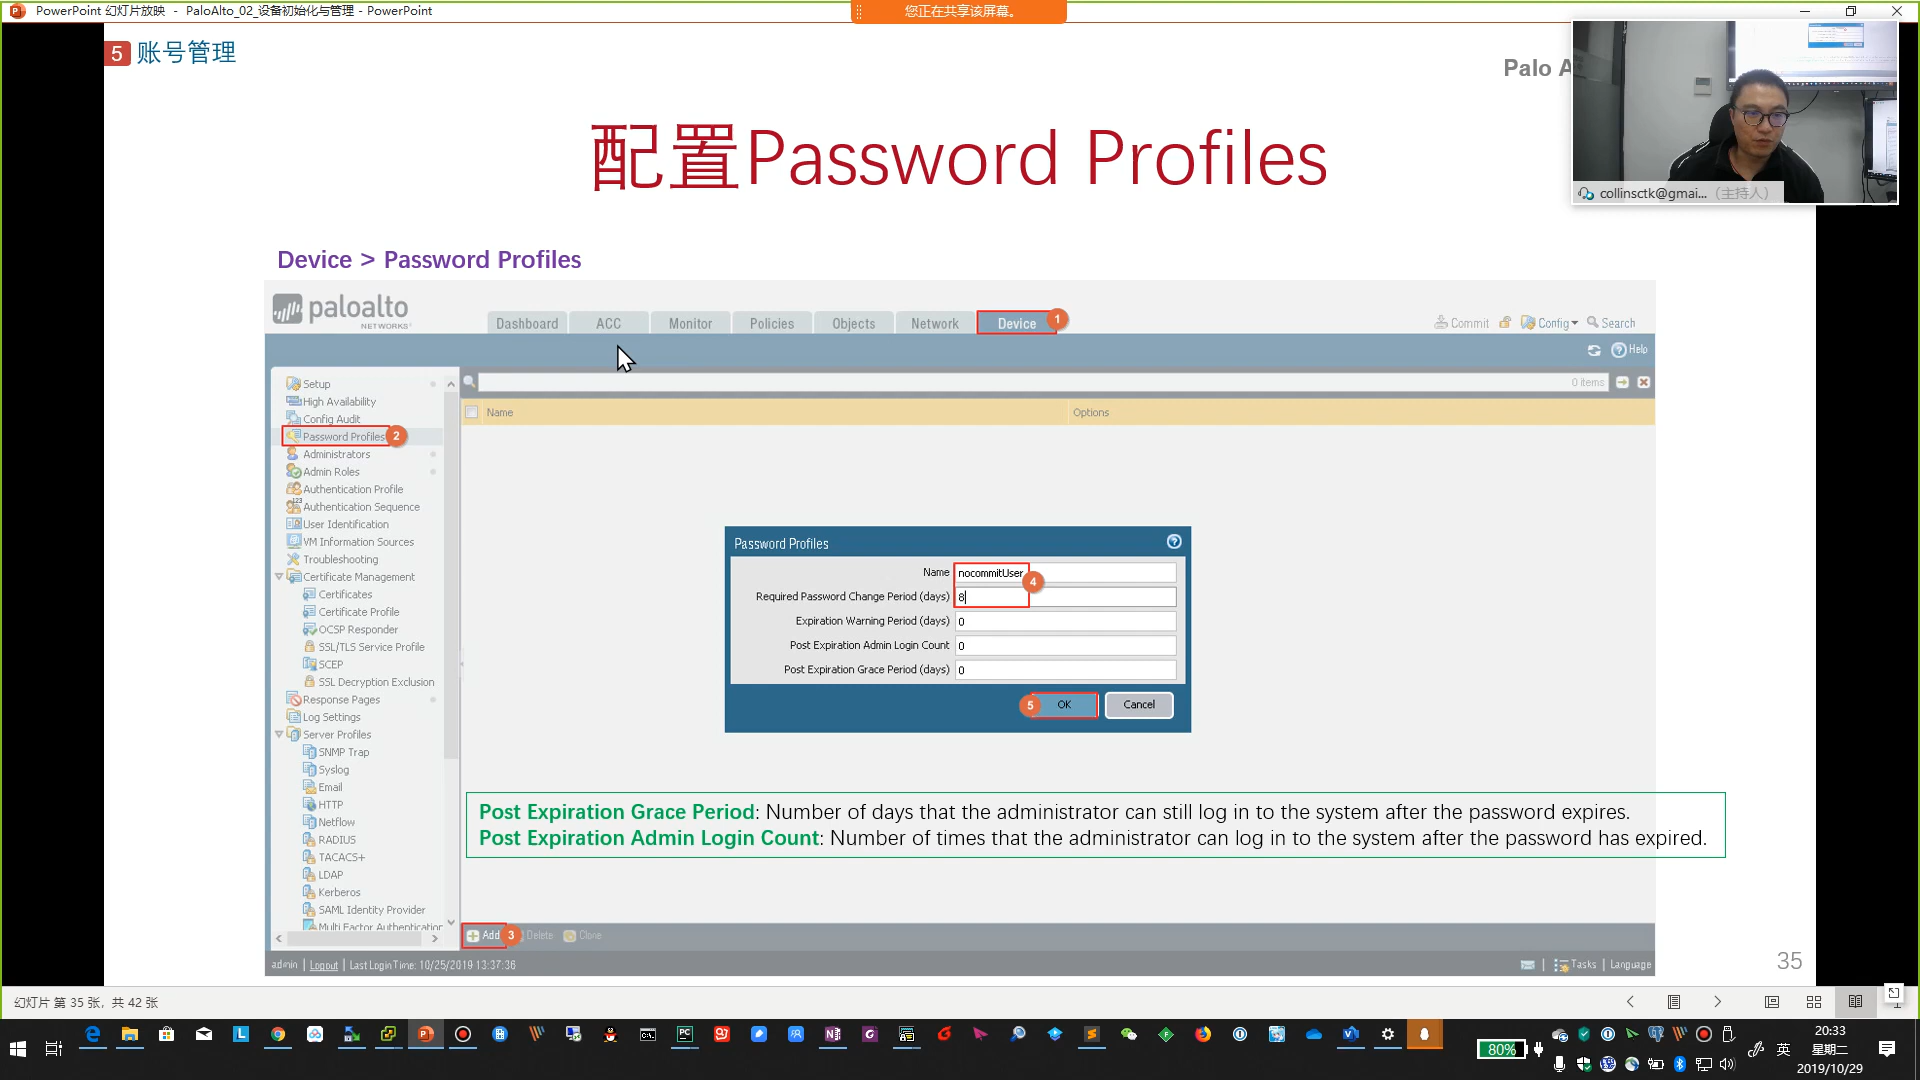 PowerPoint 幻灯片放映 - PaloAlto_02_设备初始化与管理 - PowerPoint
您正在共享该屏幕。
5 账号管理
Palo A
collinsctk@gmai... （主持人）
配置Password Profiles
Device > Password Profiles
paloalto
NETWORKS
Dashboard ACC Monitor Policies Objects Network Device 1
Commit Config Search
Help
0 items
Name Options
Setup
High Availability
Config Audit
Password Profiles 2
Administrators
Admin Roles
Authentication Profile
Authentication Sequence
User Identification
VM Information Sources
Troubleshooting
Certificate Management
Certificates
Certificate Profile
OCSP Responder
SSL/TLS Service Profile
SCEP
SSL Decryption Exclusion
Response Pages
Log Settings
Server Profiles
SNMP Trap
Syslog
Email
HTTP
Netflow
RADIUS
TACACS+
LDAP
Kerberos
SAML Identity Provider
Multi Factor Authentication
Password Profiles
Name nocommitUser 4
Required Password Change Period (days) 8
Expiration Warning Period (days) 0
Post Expiration Admin Login Count 0
Post Expiration Grace Period (days) 0
5 OK Cancel
Post Expiration Grace Period: Number of days that the administrator can still log in to the system after the password expires.
Post Expiration Admin Login Count: Number of times that the administrator can log in to the system after the password has expired.
Add 3 Delete Clone
admin | Logout | Last Login Time: 10/25/2019 13:37:36
Tasks | Language
35
幻灯片 第 35 张，共 42 张
80%
英
20:33
星期二
2019/10/29